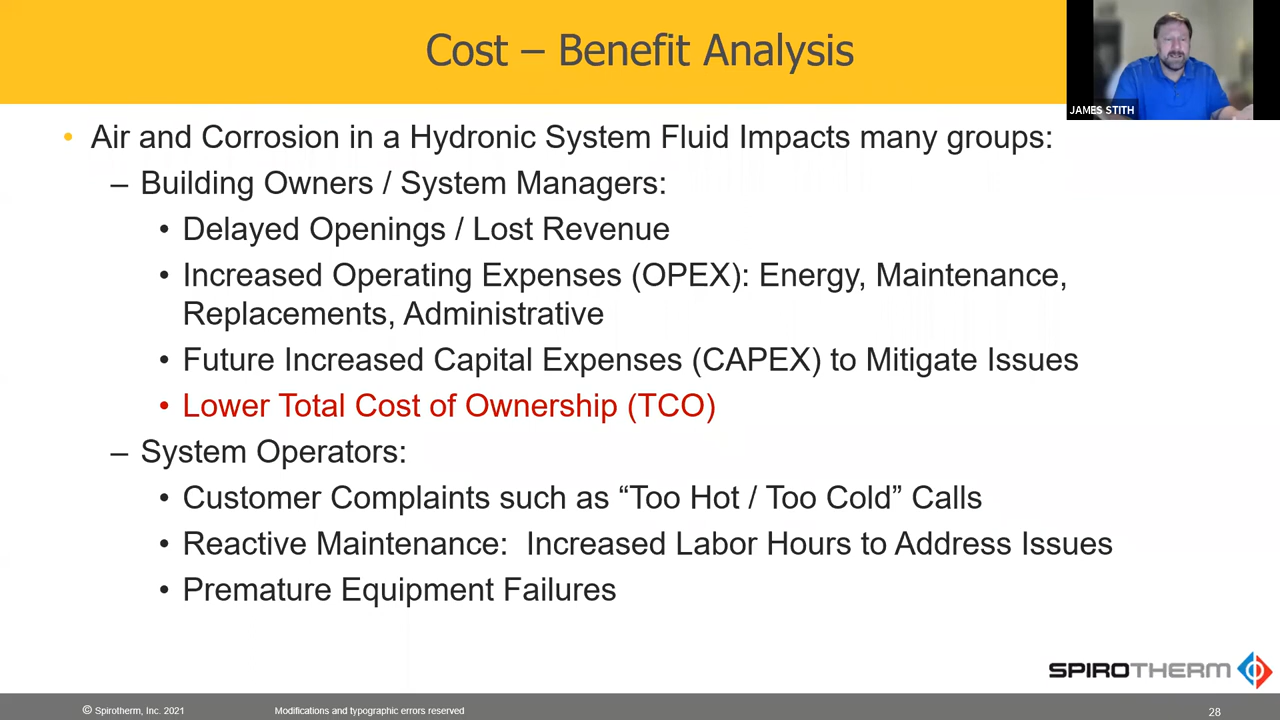 Cost – Benefit Analysis
JAMES STITH
• Air and Corrosion in a Hydronic System Fluid Impacts many groups:
– Building Owners / System Managers:
• Delayed Openings / Lost Revenue
• Increased Operating Expenses (OPEX): Energy, Maintenance,
Replacements, Administrative
• Future Increased Capital Expenses (CAPEX) to Mitigate Issues
• Lower Total Cost of Ownership (TCO)
– System Operators:
• Customer Complaints such as “Too Hot / Too Cold” Calls
• Reactive Maintenance:  Increased Labor Hours to Address Issues
• Premature Equipment Failures
SPIROTHERM
© Spirotherm, Inc. 2021
Modifications and typographic errors reserved
28